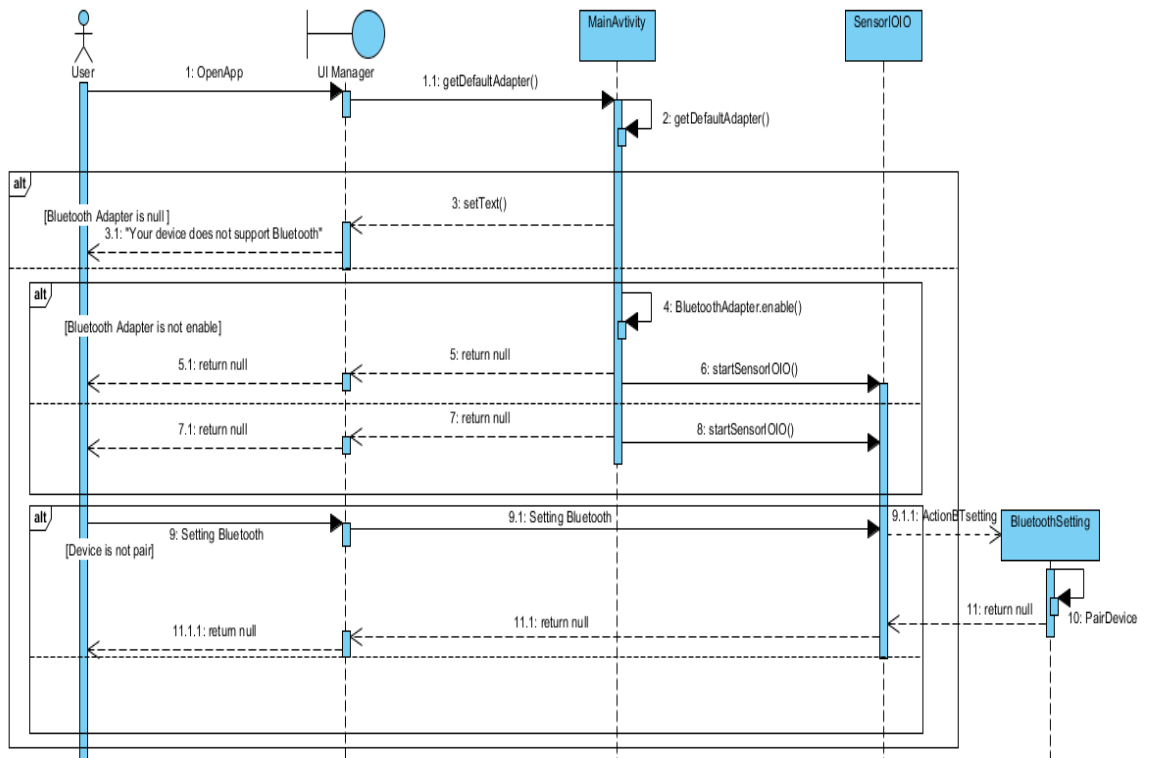 MainAvtivity
SensorIOIO
User
UI Manager
1: OpenApp
1.1: getDefaultAdapter()
2: getDefaultAdapter()
alt
[Bluetooth Adapter is null ]
3: setText()
3.1: "Your device does not support Bluetooth"
alt
[Bluetooth Adapter is not enable]
4: BluetoothAdapter.enable()
5: return null
5.1: return null
6: startSensorIOIO()
7: return null
7.1: return null
8: startSensorIOIO()
alt
9: Setting Bluetooth
9.1: Setting Bluetooth
9.1.1: ActionBTsetting
BluetoothSetting
[Device is not pair]
10: PairDevice
11: return null
11.1: return null
11.1.1: return null